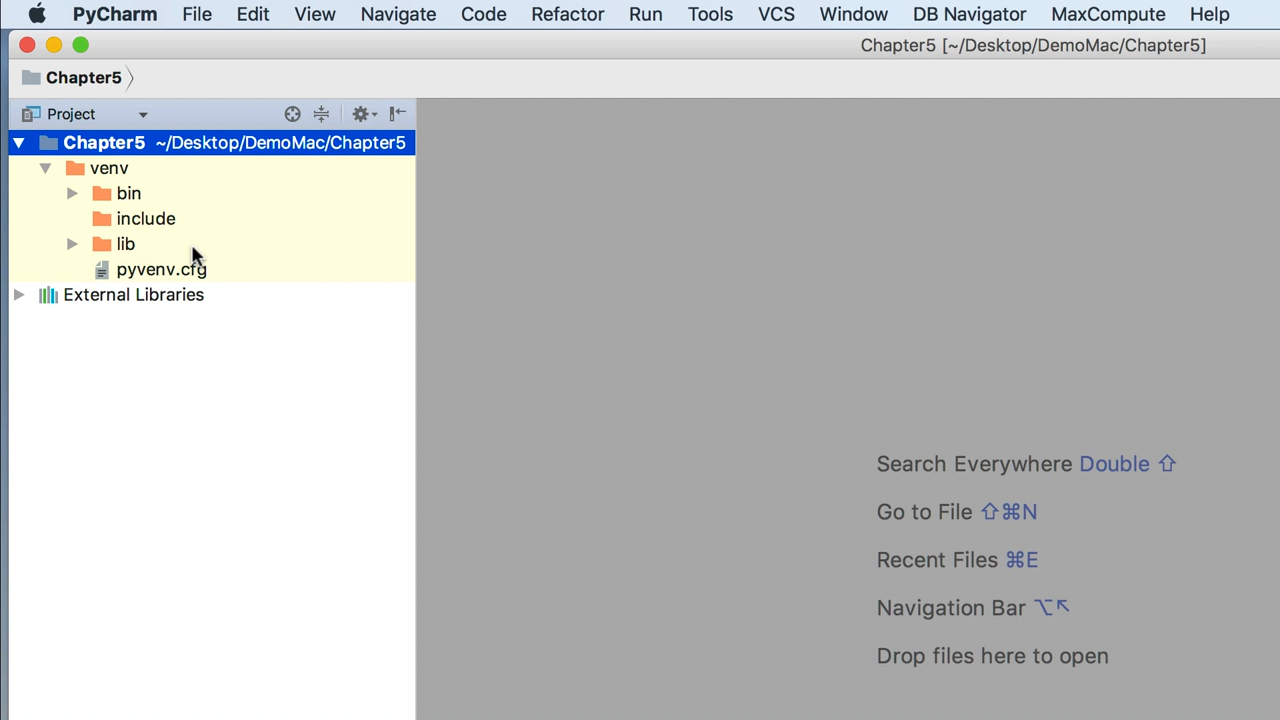 PyCharm File Edit View Navigate Code Refactor Run Tools VCS Window DB Navigator MaxCompute Help
Chapter5 [~/Desktop/DemoMac/Chapter5]
Chapter5
Project
Chapter5 ~/Desktop/DemoMac/Chapter5
venv
bin
include
lib
pyvenv.cfg
External Libraries
Search Everywhere Double ⇧
Go to File ⇧⌘N
Recent Files ⌘E
Navigation Bar ⌥↖
Drop files here to open